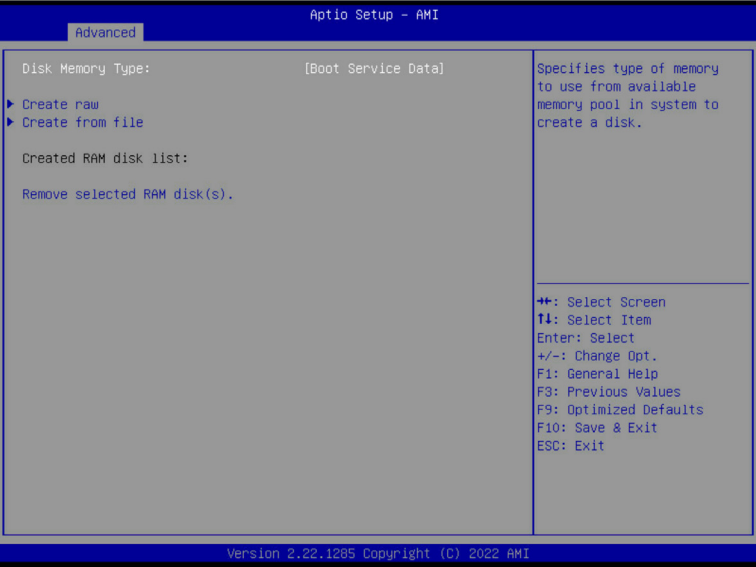 Aptio Setup – AMI
Advanced
Disk Memory Type: [Boot Service Data]
Create raw
Create from file
Created RAM disk list:
Remove selected RAM disk(s).
Specifies type of memory
to use from available
memory pool in system to
create a disk.
→←: Select Screen
↑↓: Select Item
Enter: Select
+/-: Change Opt.
F1: General Help
F3: Previous Values
F9: Optimized Defaults
F10: Save & Exit
ESC: Exit
Version 2.22.1285 Copyright (C) 2022 AMI